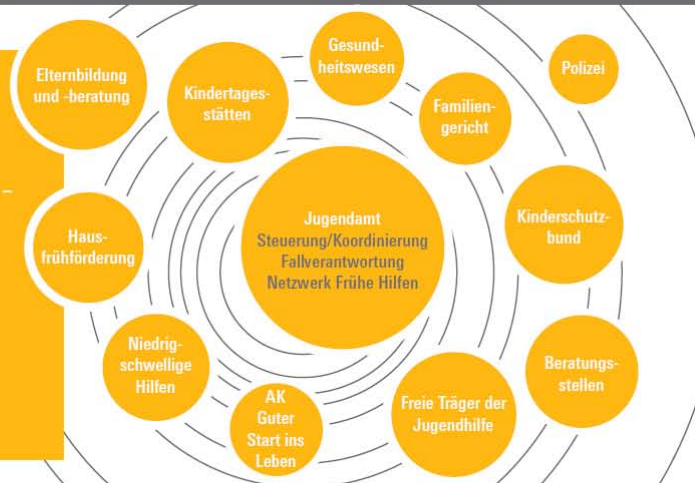 Elternbildung
und -beratung
Kindertages-
stätten
Gesund-
heitswesen
Familien-
gericht
Polizei
–
Haus-
frühförderung
Jugendamt
Steuerung/Koordinierung
Fallverantwortung
Netzwerk Frühe Hilfen
Kinderschutz-
bund
Niedrig-
schwellige
Hilfen
AK
Guter
Start ins
Leben
Freie Träger der
Jugendhilfe
Beratungs-
stellen